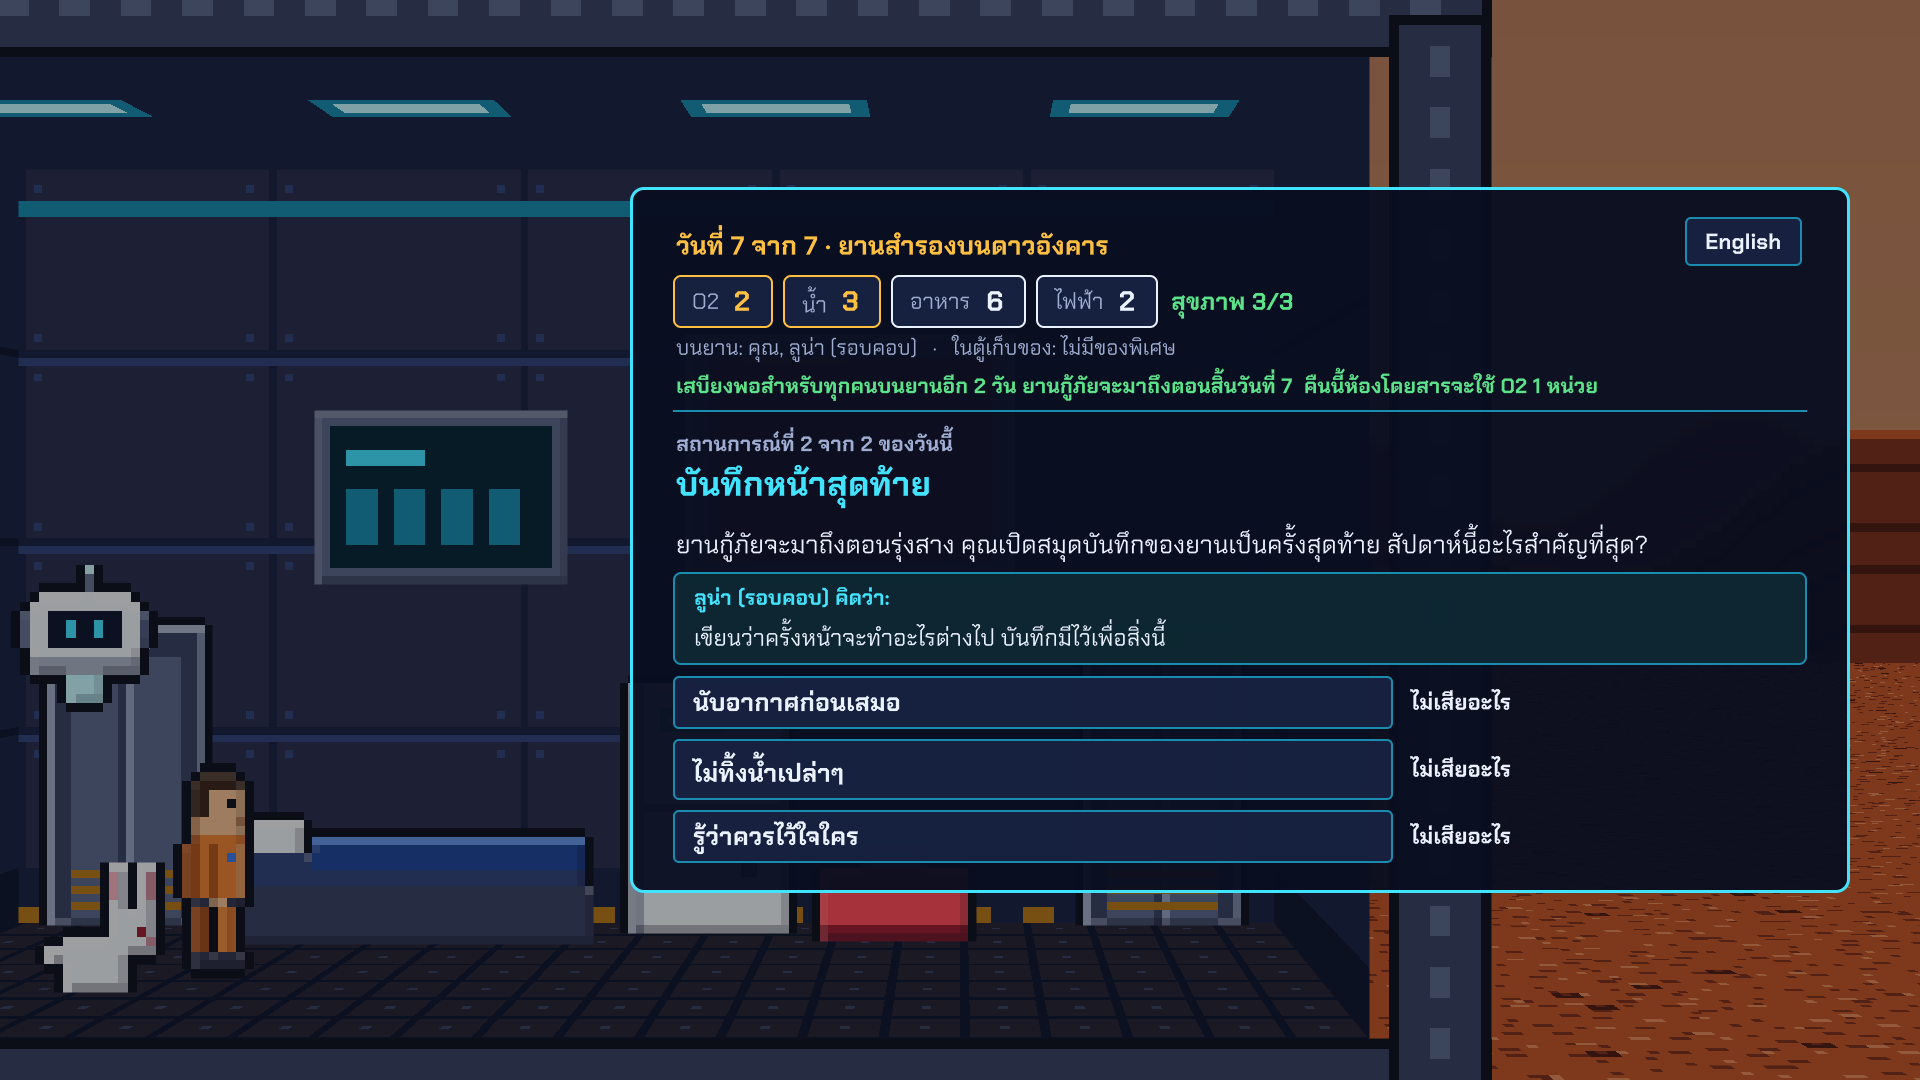 วันที่ 7 จาก 7 · ยานสำรองบนดาวอังคาร
English
O2 2 น้ำ 3 อาหาร 6 ไฟฟ้า 2 สุขภาพ 3/3
บนยาน: คุณ, ลูน่า (รอบคอบ) · ในตู้เก็บของ: ไม่มีของพิเศษ
เสบียงพอสำหรับทุกคนบนยานอีก 2 วัน ยานกู้ภัยจะมาถึงตอนสิ้นวันที่ 7 คืนนี้ห้องโดยสารจะใช้ O2 1 หน่วย
สถานการณ์ที่ 2 จาก 2 ของวันนี้
บันทึกหน้าสุดท้าย
ยานกู้ภัยจะมาถึงตอนรุ่งสาง คุณเปิดสมุดบันทึกของยานเป็นครั้งสุดท้าย สัปดาห์นี้อะไรสำคัญที่สุด?
ลูน่า (รอบคอบ) คิดว่า:
เขียนว่าครั้งหน้าจะทำอะไรต่างไป บันทึกมีไว้เพื่อสิ่งนี้
นับอากาศก่อนเสมอ ไม่เสียอะไร
ไม่ทิ้งน้ำเปล่าๆ ไม่เสียอะไร
รู้ว่าควรไว้ใจใคร ไม่เสียอะไร